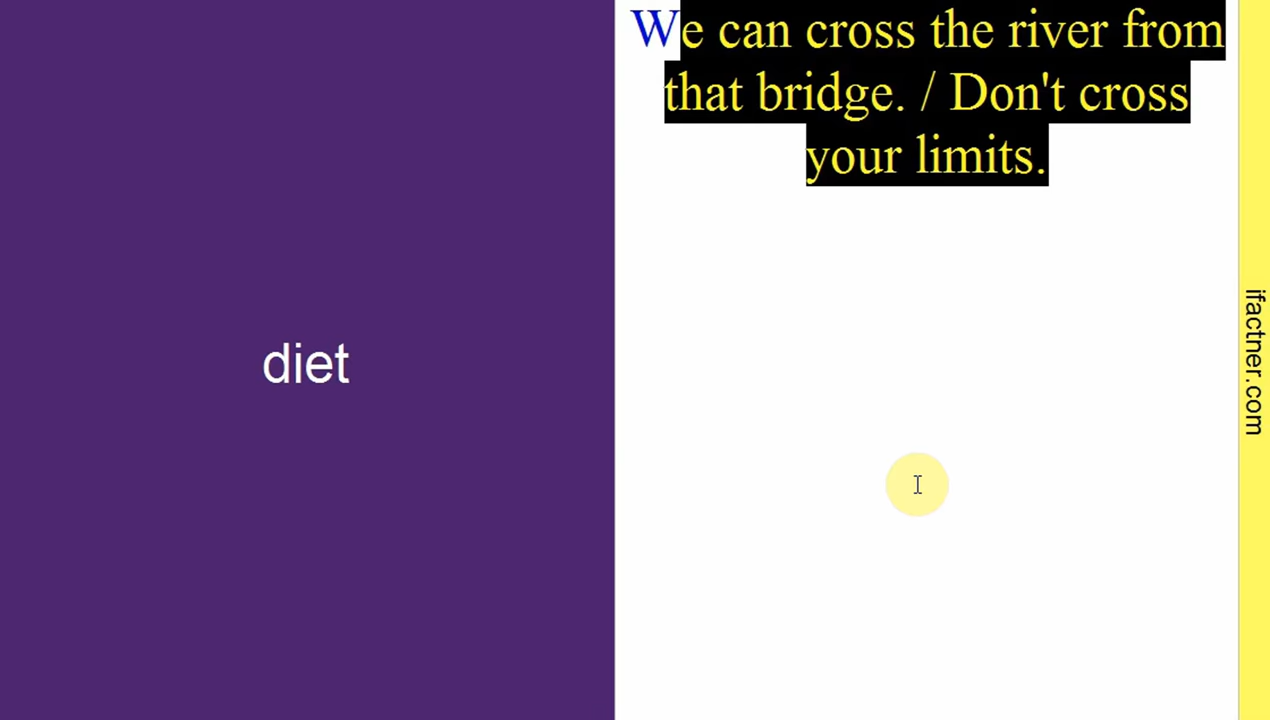 We can cross the river from
that bridge. / Don't cross
your limits.
diet
ifactner.com